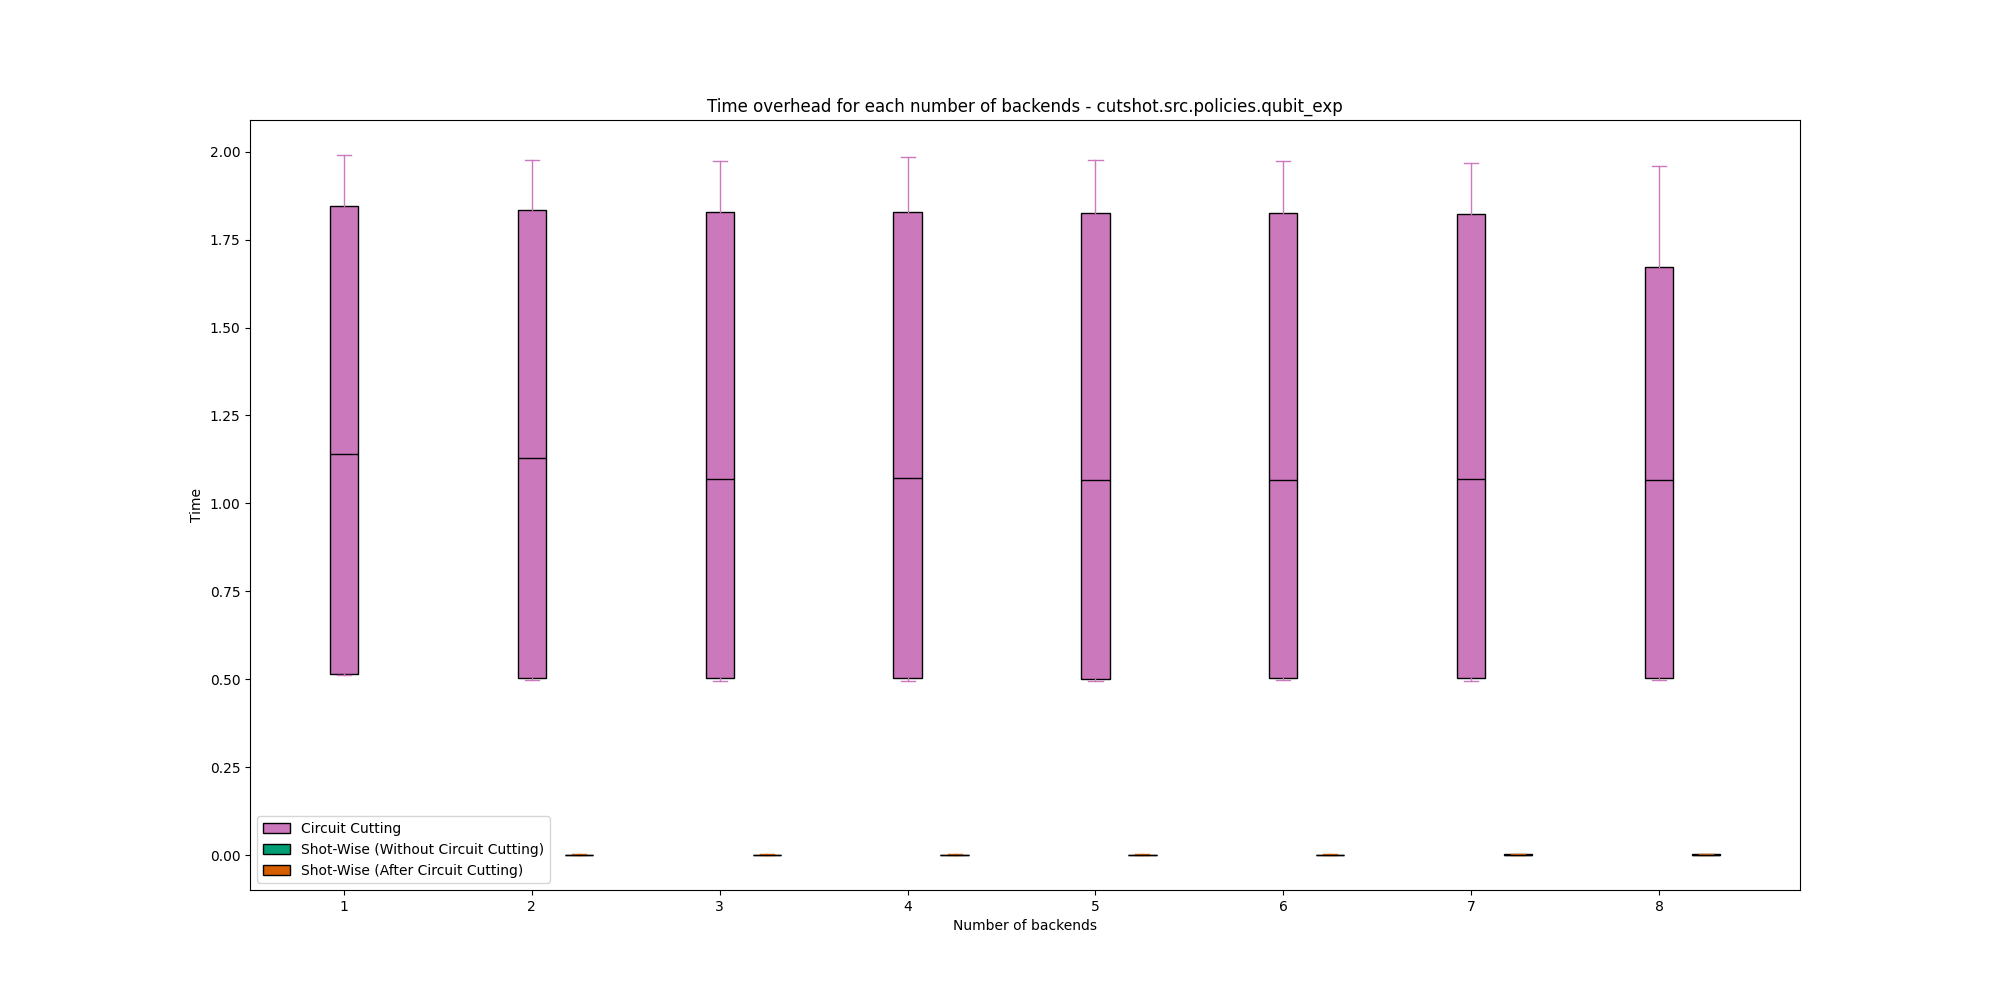 Time overhead for each number of backends - cutshot.src.policies.qubit_exp
2.00
1.75
1.50
1.25
1.00
0.75
0.50
0.25
0.00
Time
Circuit Cutting
Shot-Wise (Without Circuit Cutting)
Shot-Wise (After Circuit Cutting)
1 2 3 4 5 6 7 8
Number of backends